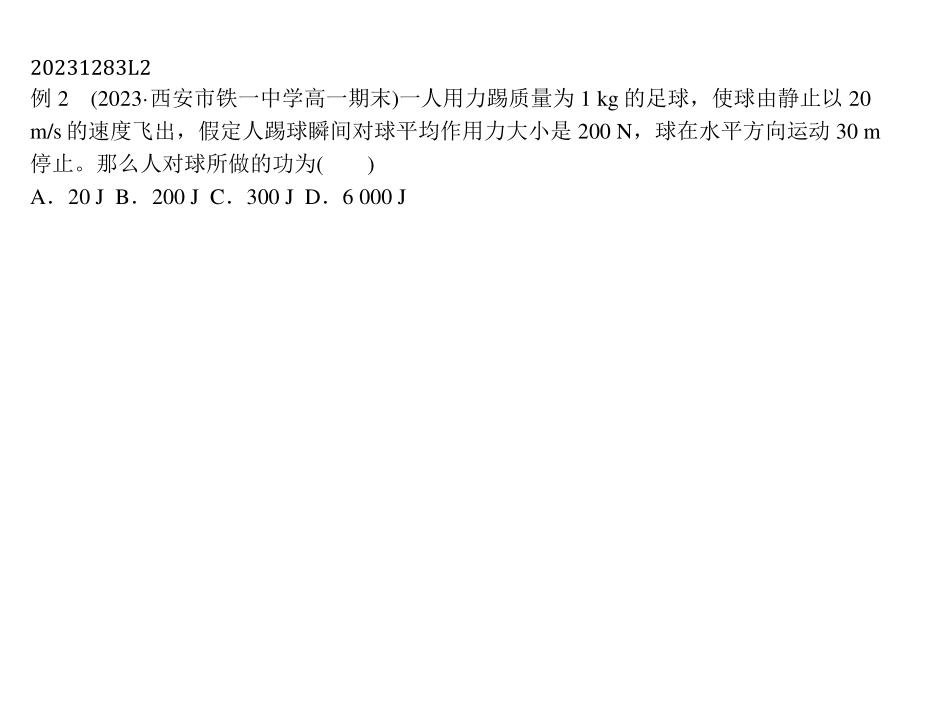 20231283L2
例 2　(2023·西安市铁一中学高一期末)一人用力踢质量为 1 kg 的足球，使球由静止以 20
m/s 的速度飞出，假定人踢球瞬间对球平均作用力大小是 200 N，球在水平方向运动 30 m
停止。那么人对球所做的功为(　　)
A．20 J  B．200 J  C．300 J  D．6 000 J